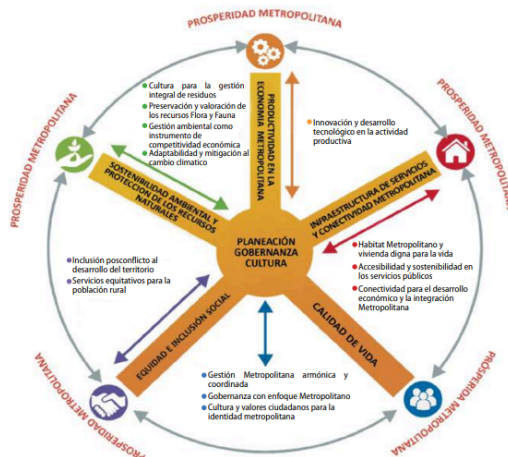 PROSPERIDAD METROPOLITANA
PROSPERIDAD METROPOLITANA
PROSPERIDAD METROPOLITANA
Cultura para la gestión
integral de residuos
Preservación y valoración de
los recursos Flora y Fauna
Gestión ambiental como
instrumento de
competitividad económica
Adaptabilidad y mitigación al
cambio climatico
PRODUCTIVIDAD EN LA
ECONOMIA METROPOLITANA
Innovación y desarrollo
tecnológico en la actividad
productiva
SOSTENIBILIDAD AMBIENTAL Y
PROTECCION DE LOS RECURSOS
NATURALES
INFRAESTRUCTURA DE SERVICIOS
Y CONECTIVIDAD METROPOLITANA
PLANEACIÓN
GOBERNANZA
CULTURA
Inclusión posconflicto al
desarrollo del territorio
Servicios equitativos para la
población rural
Habitat Metropolitano y
vivienda digna para la vida
Accesibilidad y sostenibilidad en
los servicios públicos
Conectividad para el desarrollo
económico y la integración
Metropolitana
EQUIDAD E INCLUSIÓN SOCIAL
CALIDAD DE VIDA
Gestión Metropolitana armónica y
coordinada
Gobernanza con enfoque Metropolitano
Cultura y valores ciudadanos para la
identidad metropolitana
PROSPERIDAD METROPOLITANA
PRÓSPERIDA METROPOLITANA